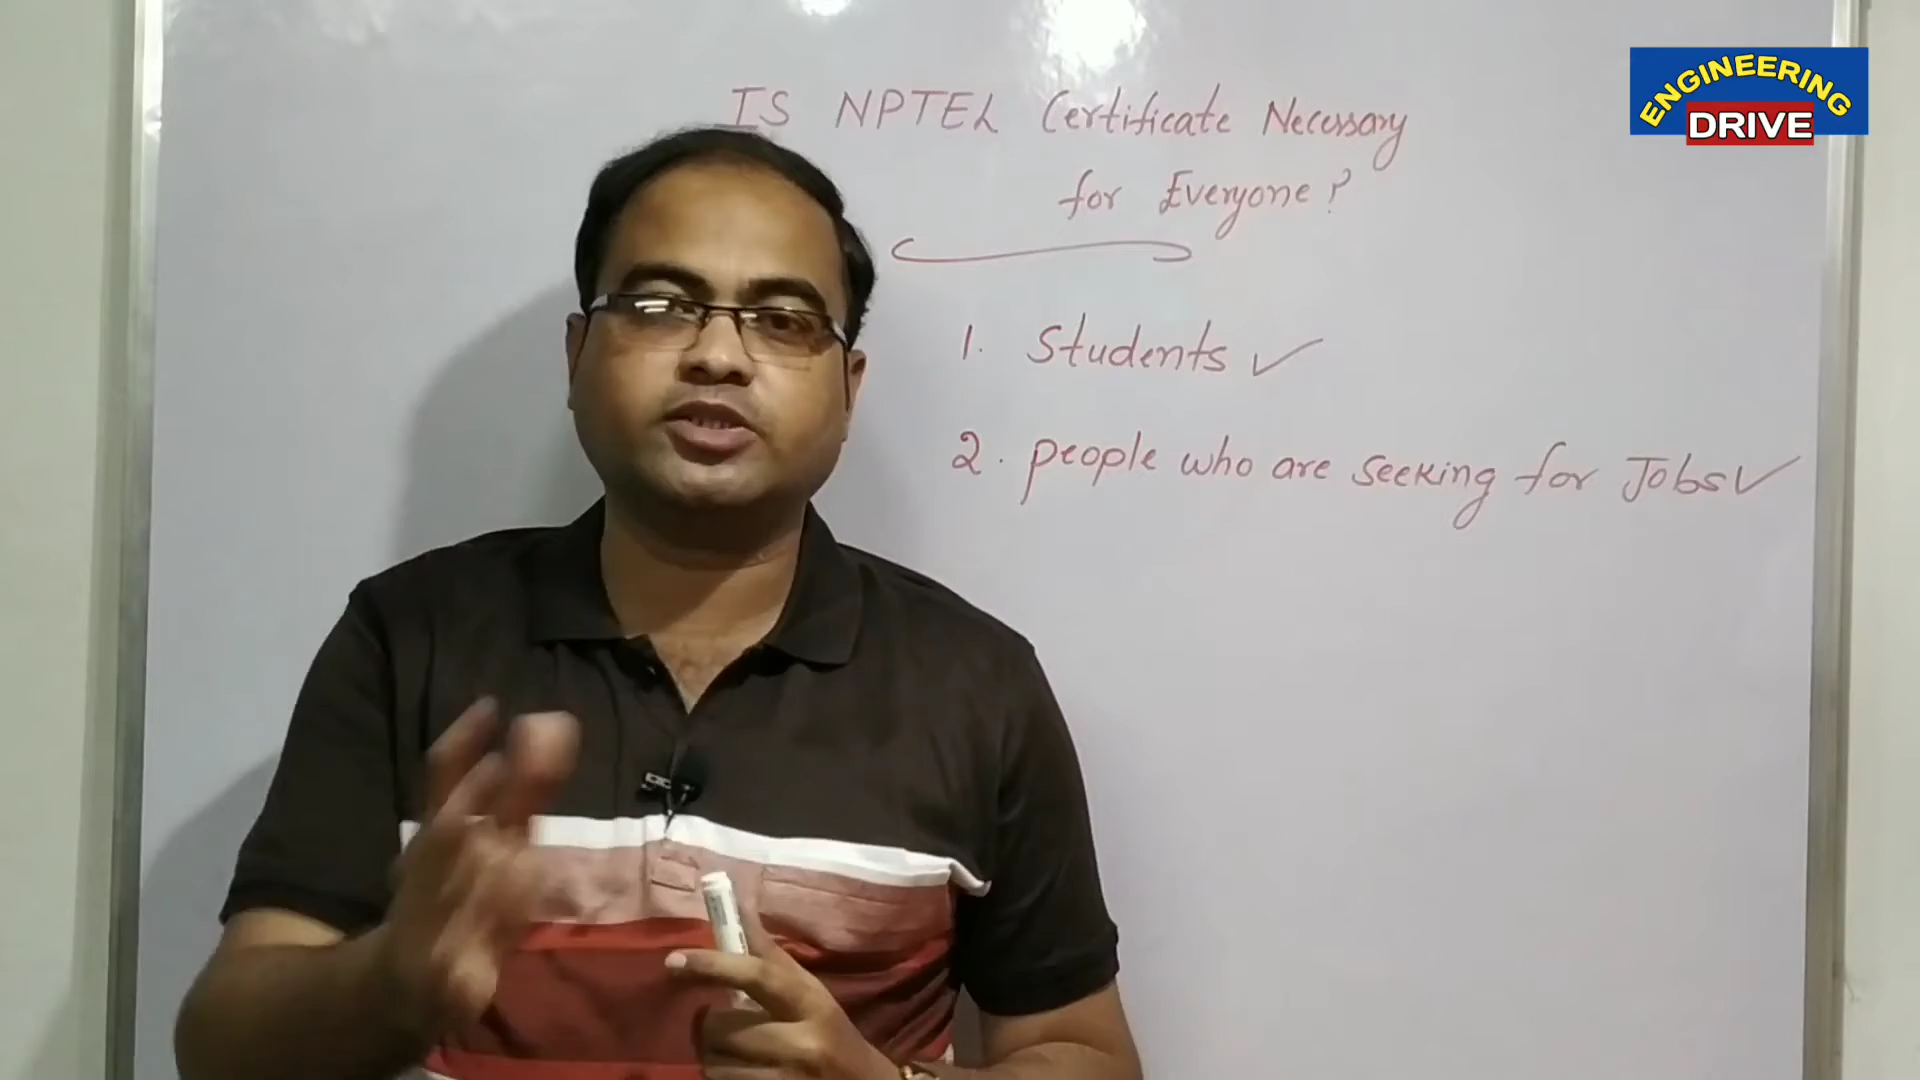 IS NPTEL Certificate Necessary
for Everyone?
1. Students ✓
2. people who are seeking for Jobs ✓
ENGINEERING
DRIVE